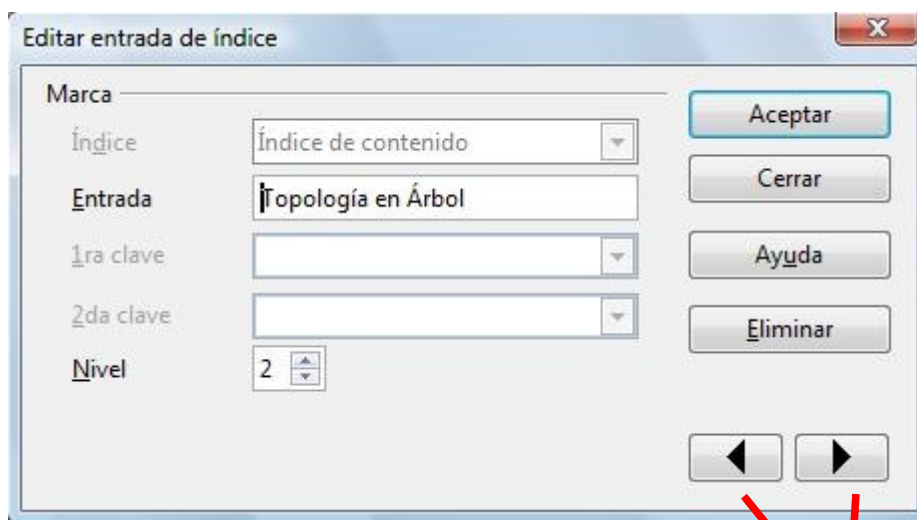 Editar entrada de índice
Marca
Índice Índice de contenido
Entrada Topología en Árbol
1ra clave
2da clave
Nivel 2
Aceptar
Cerrar
Ayuda
Eliminar